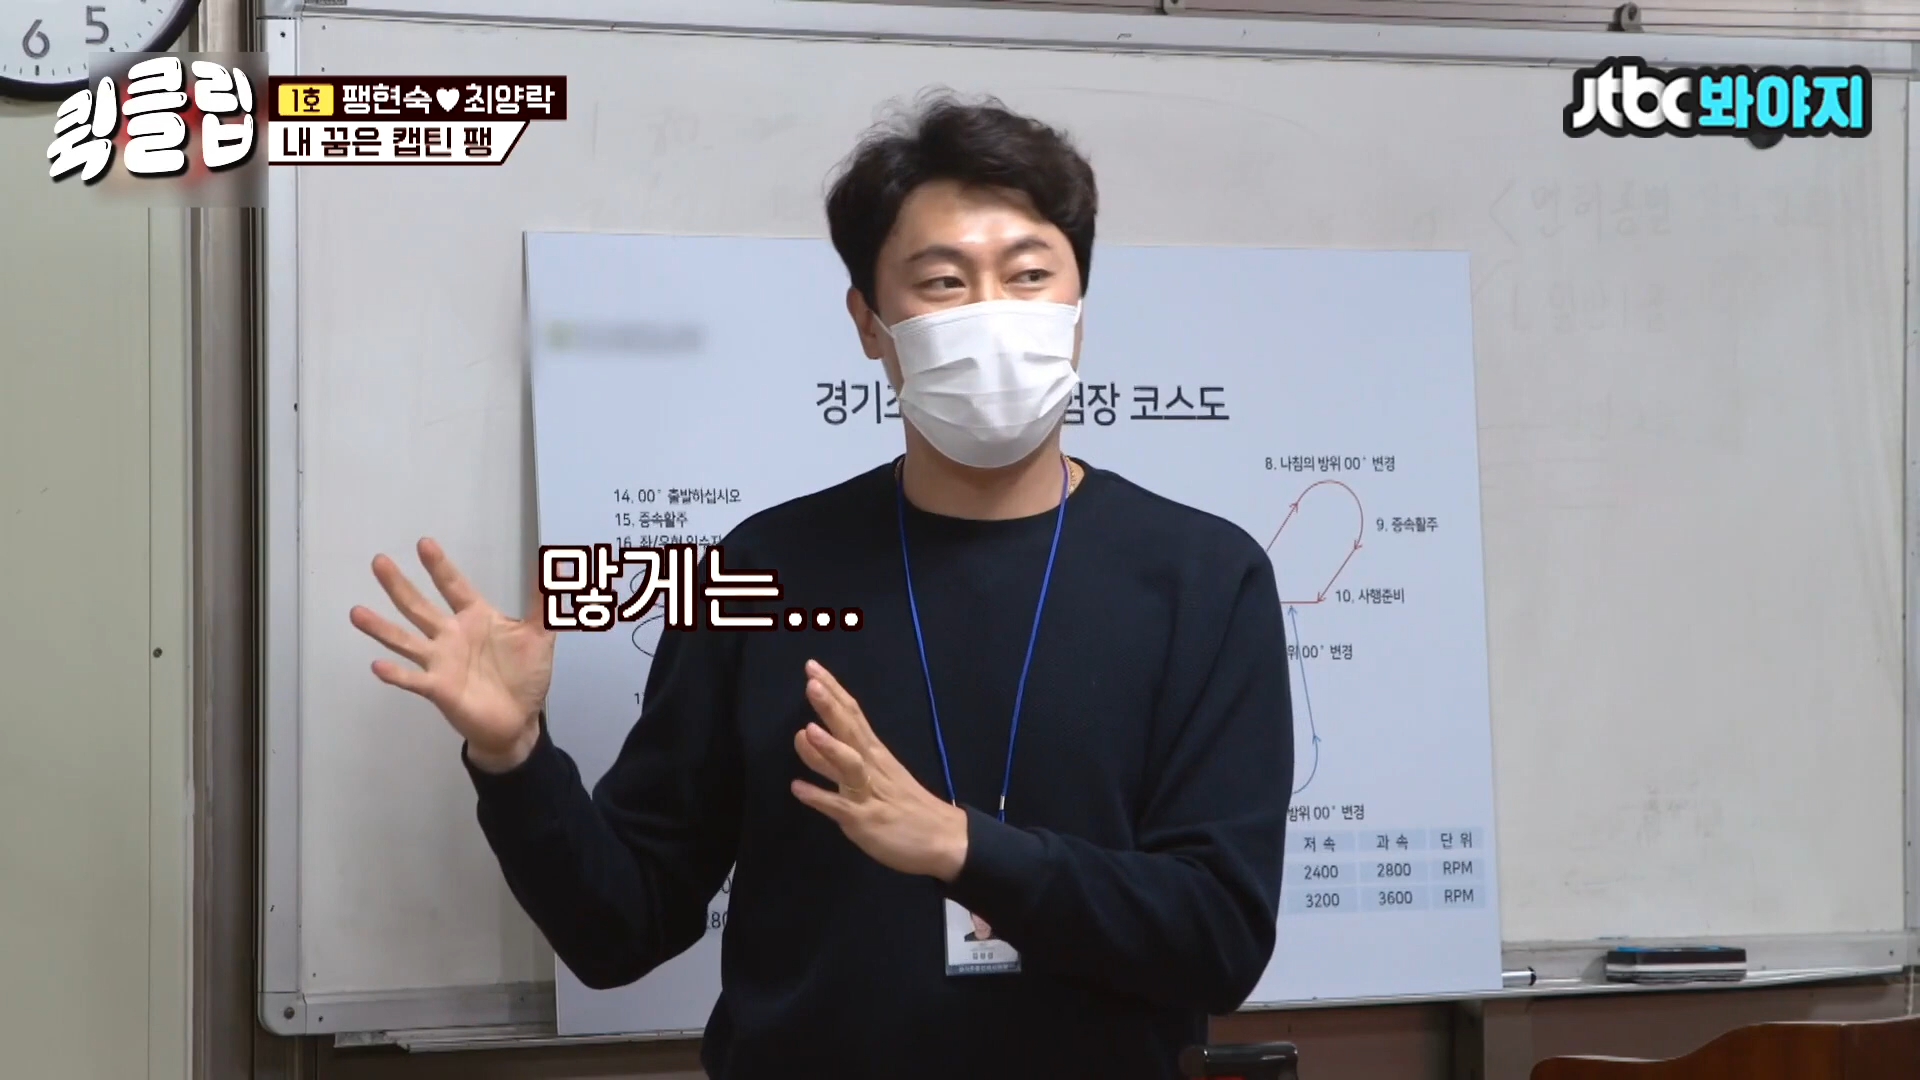 6 5
퀵클립
1호 팽현숙♥최양락
내 꿈은 캡틴 팽
jtbc 봐야지
경기조
험장 코스도
8. 나침의 방위 00° 변경
9. 증속활주
10. 사행준비
위 00° 변경
방위 00° 변경
14. 00° 출발하십시오
15. 증속활주
많게는...
저속 과속 단위
2400 2800 RPM
3200 3600 RPM